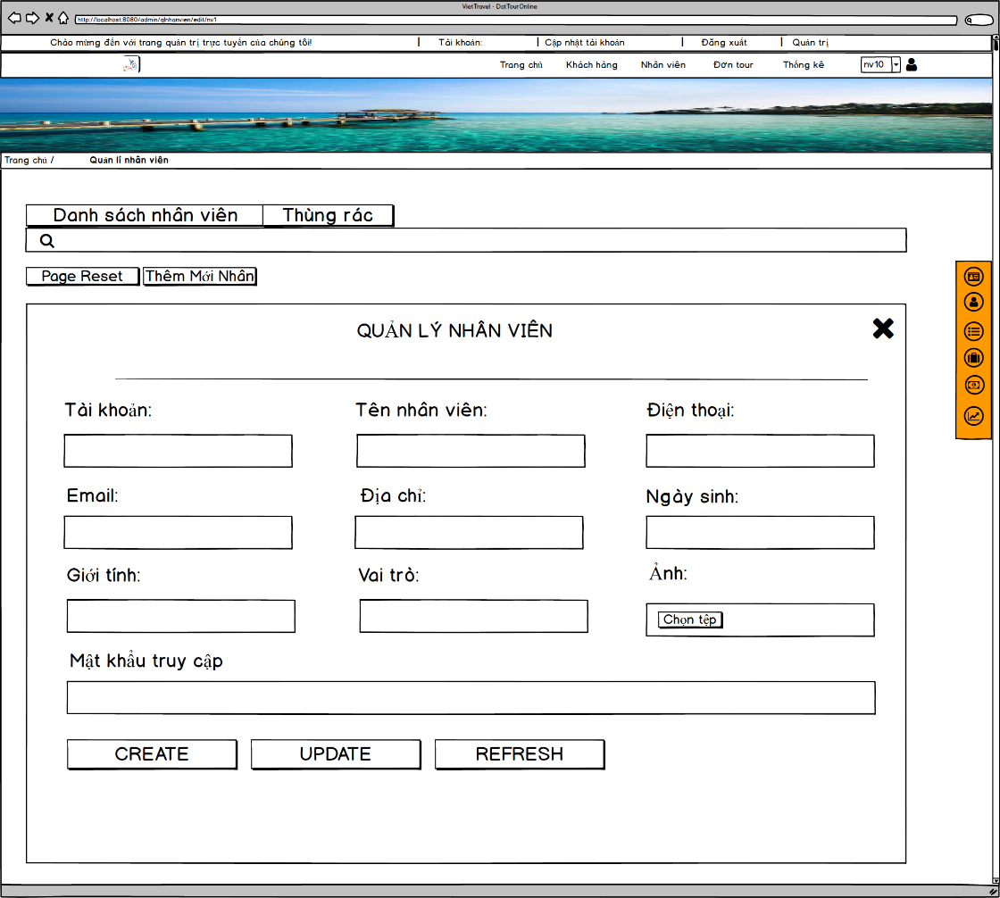 VietTravel - DatTourOnline
http://localhost:8080/admin/qlnhanvien/edit/nv1
Chào mừng đến với trang quản trị trực tuyến của chúng tôi! | Tài khoản: | Cập nhật tài khoản | Đăng xuất | Quản trị
Trang chủ Khách hàng Nhân viên Đơn tour Thống kê nv10
Trang chủ / Quản lí nhân viên
Danh sách nhân viên Thùng rác
Page Reset Thêm Mới Nhân
QUẢN LÝ NHÂN VIÊN
Tài khoản: Tên nhân viên: Điện thoại:
Email: Địa chỉ: Ngày sinh:
Giới tính: Vai trò: Ảnh:
Chọn tệp
Mật khẩu truy cập
CREATE UPDATE REFRESH